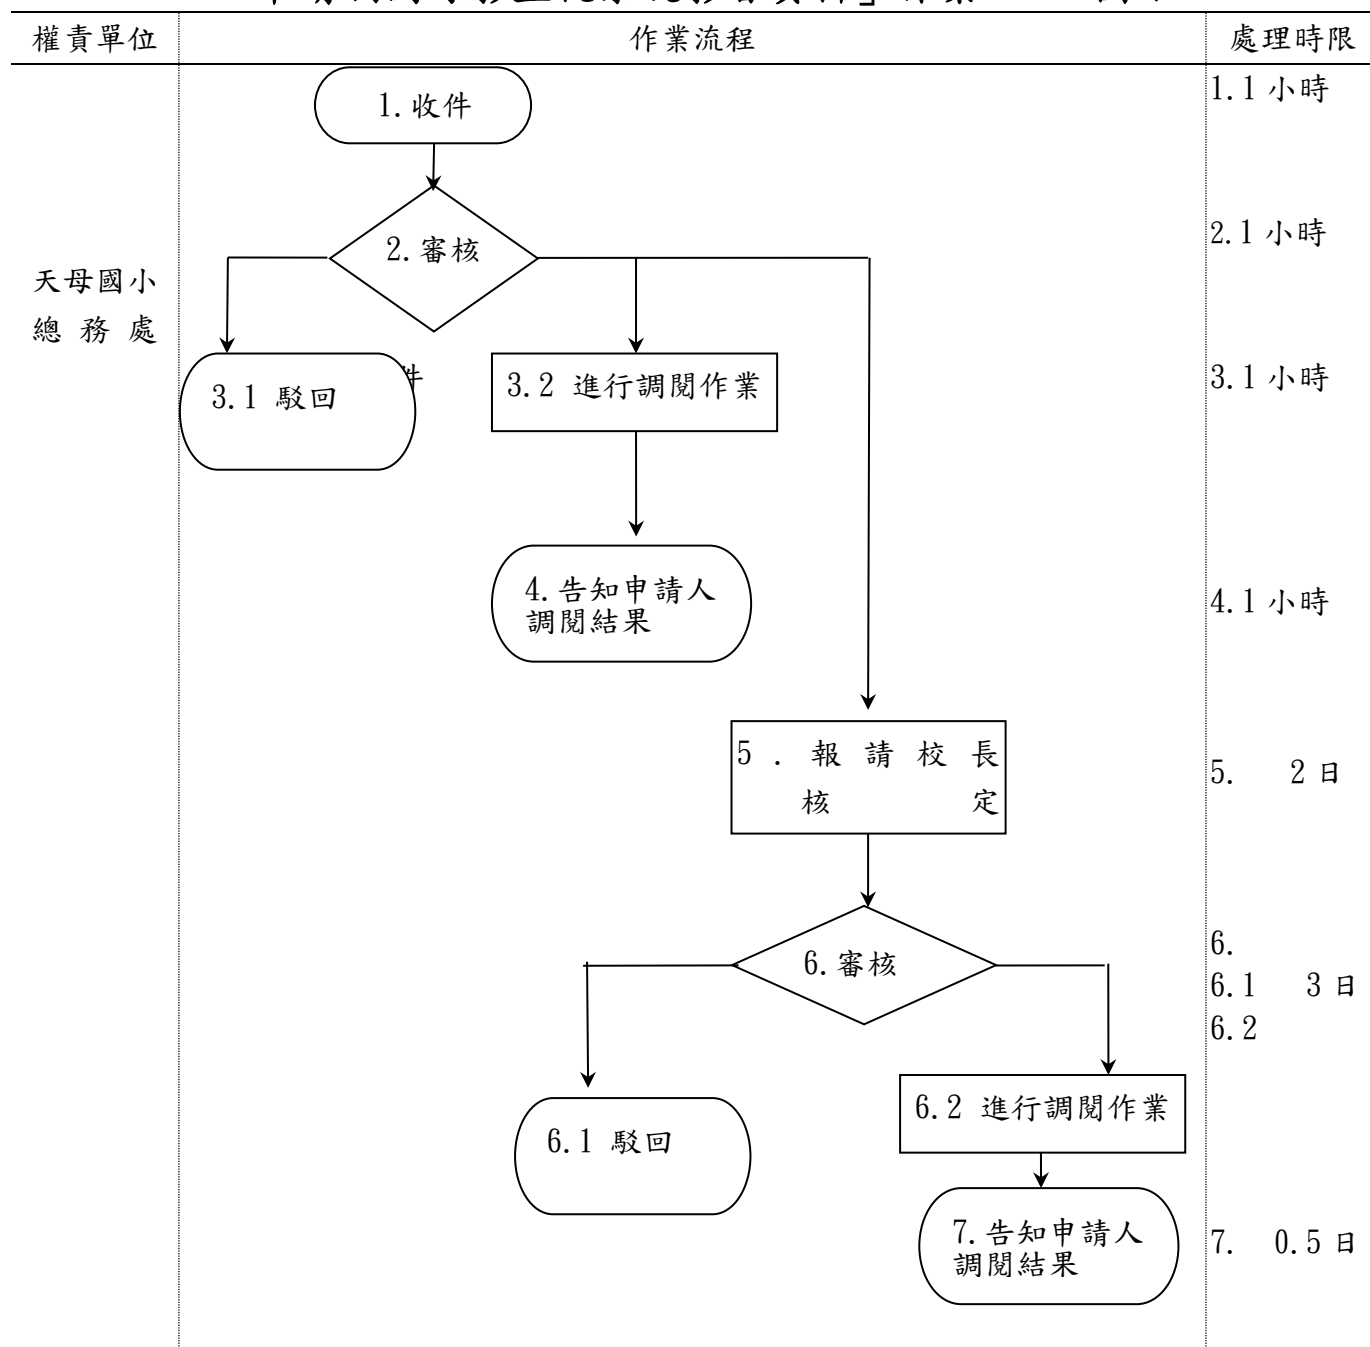 權責單位
作業流程
處理時限
1.收件
1.1小時
2.審核
2.1小時
天母國小
總務處
3.1 駁回
件
3.2 進行調閱作業
3.1小時
4.告知申請人
調閱結果
4.1小時
5.報請校長
核定
5. 2日
6.審核
6.
6.1 3日
6.2
6.1 駁回
6.2 進行調閱作業
7.告知申請人
調閱結果
7. 0.5日